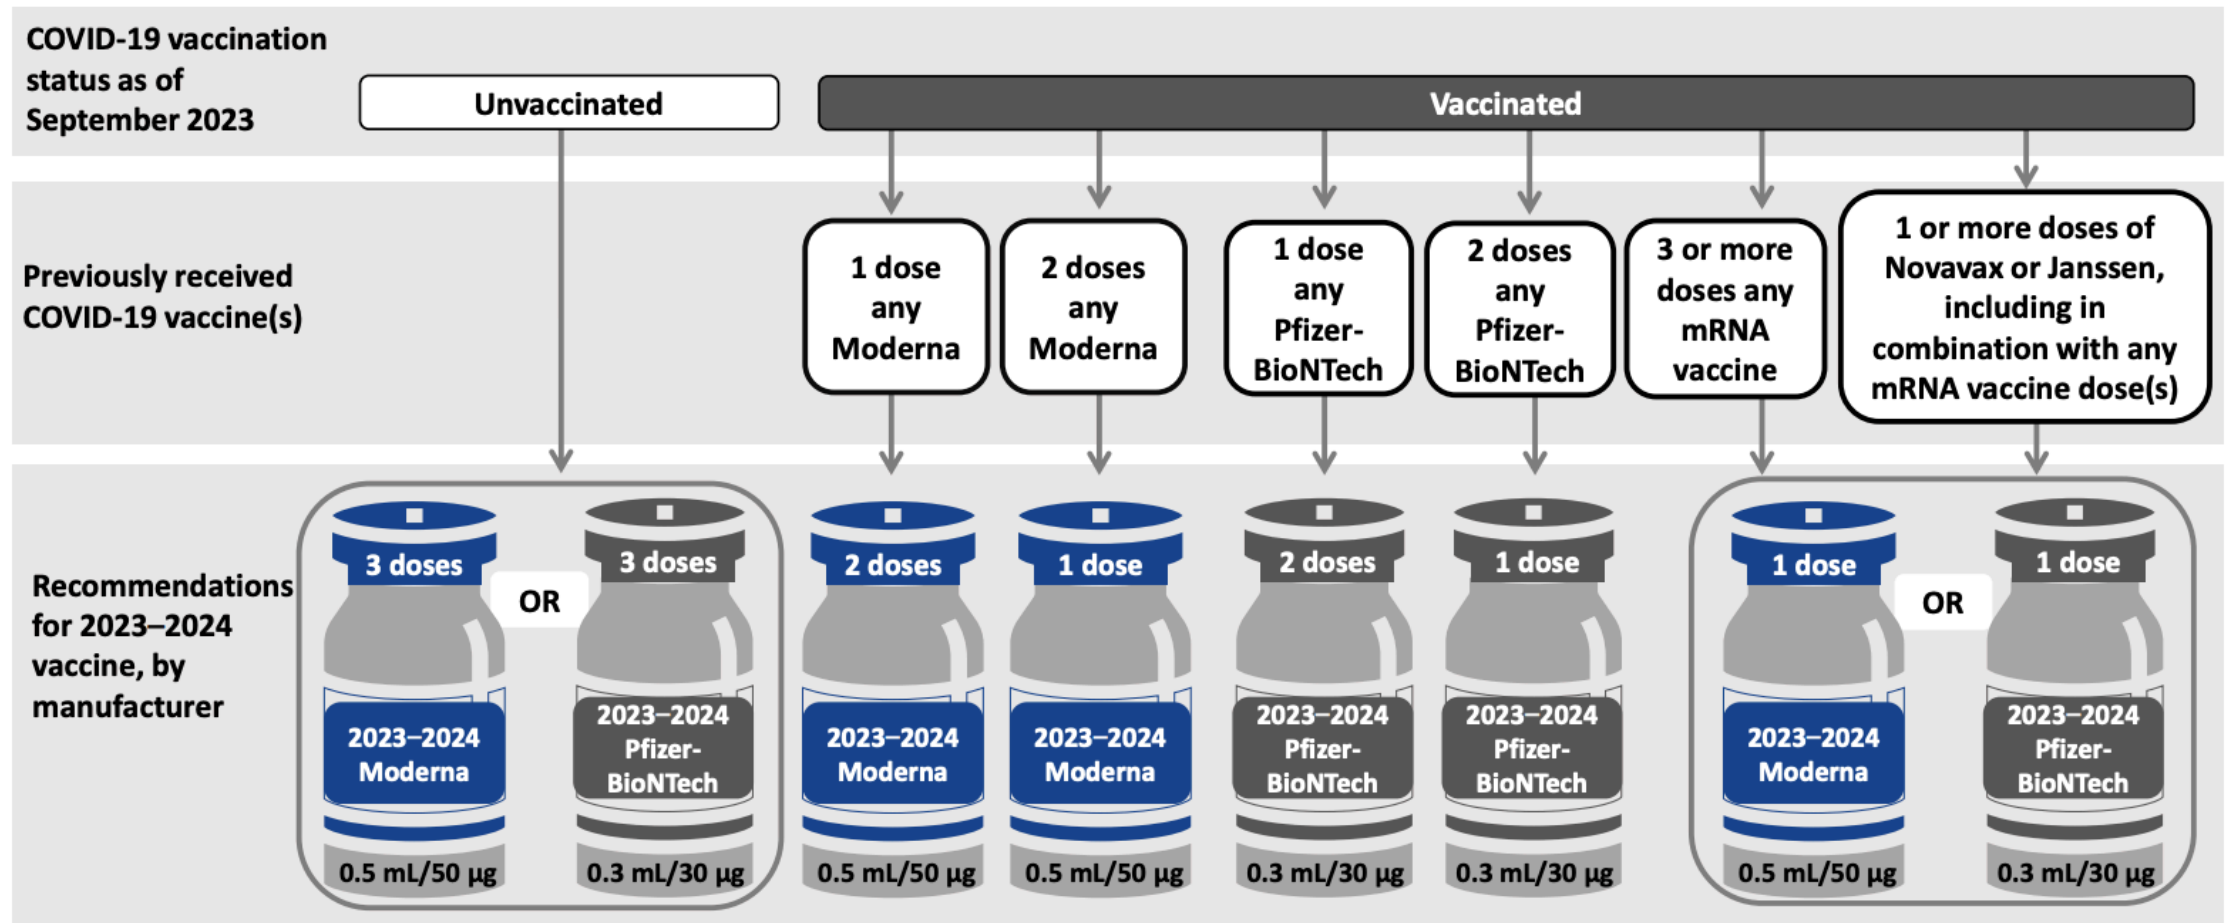 COVID-19 vaccination
status as of
September 2023
Unvaccinated
Vaccinated
Previously received
COVID-19 vaccine(s)
1 dose
any
Moderna
2 doses
any
Moderna
1 dose
any
Pfizer-
BioNTech
2 doses
any
Pfizer-
BioNTech
3 or more
doses any
mRNA
vaccine
1 or more doses of
Novavax or Janssen,
including in
combination with any
mRNA vaccine dose(s)
Recommendations
for 2023–2024
vaccine, by
manufacturer
3 doses
2023–2024
Moderna
0.5 mL/50 µg
OR
3 doses
2023–2024
Pfizer-
BioNTech
0.3 mL/30 µg
2 doses
2023–2024
Moderna
0.5 mL/50 µg
1 dose
2023–2024
Moderna
0.5 mL/50 µg
2 doses
2023–2024
Pfizer-
BioNTech
0.3 mL/30 µg
1 dose
2023–2024
Pfizer-
BioNTech
0.3 mL/30 µg
1 dose
2023–2024
Moderna
0.5 mL/50 µg
OR
1 dose
2023–2024
Pfizer-
BioNTech
0.3 mL/30 µg